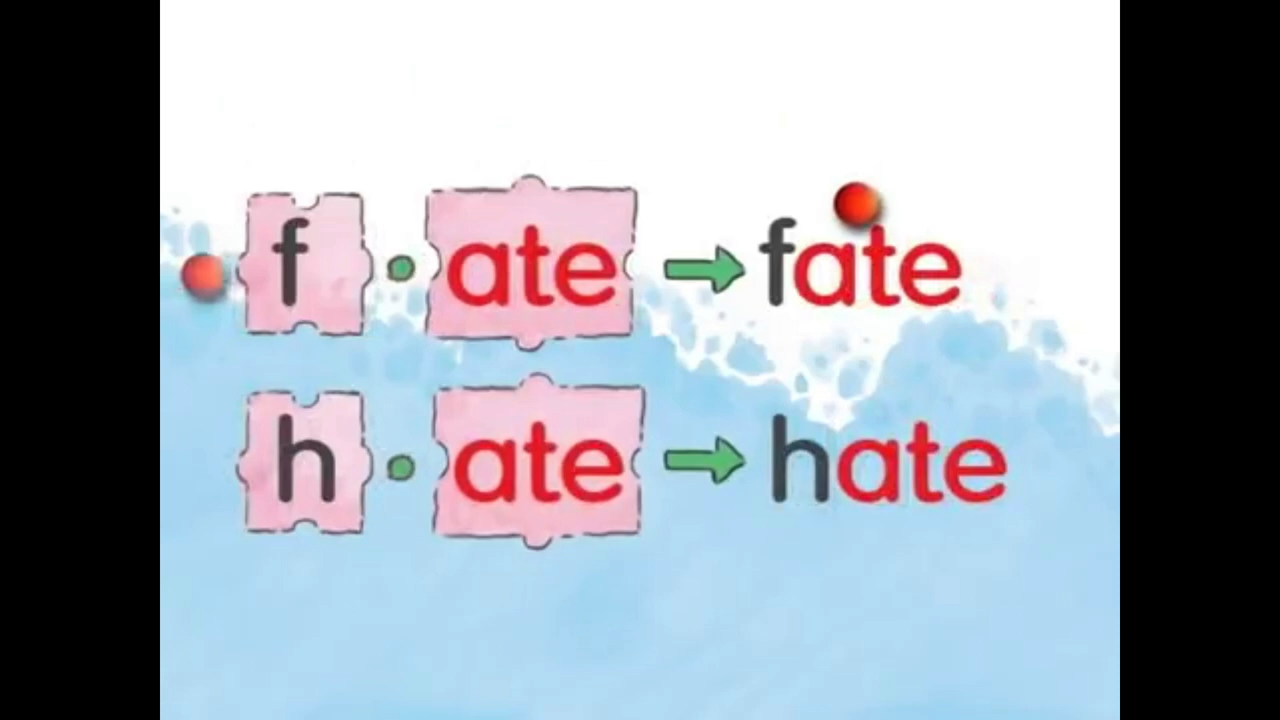 f • ate → fate
h • ate → hate